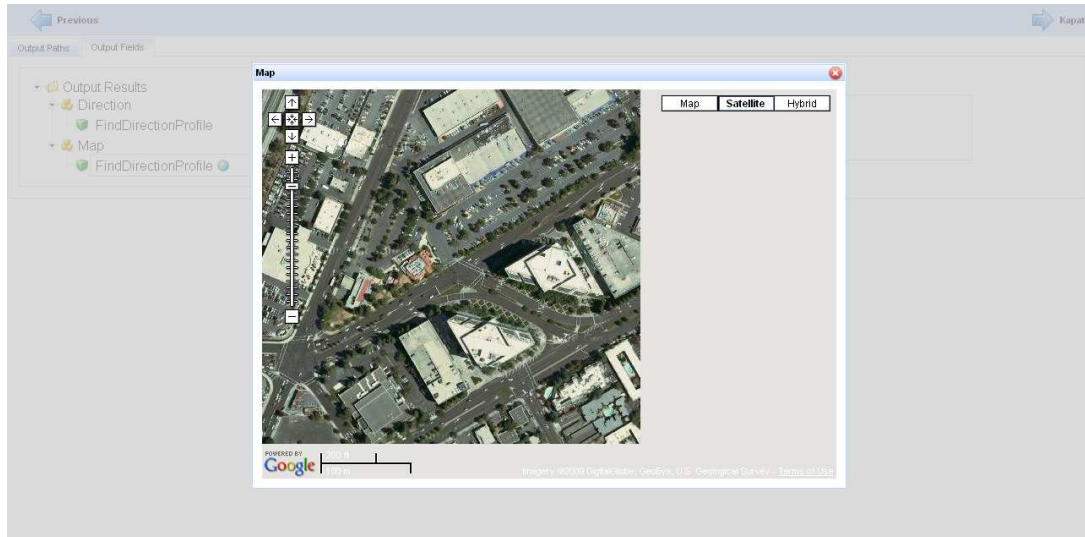 Previous
Kapat
Output Paths
Output Fields
Output Results
Direction
FindDirectionProfile
Map
FindDirectionProfile
Map
Map
Satellite
Hybrid
POWERED BY
Google
200 ft
100 m
Imagery ©2009 DigitalGlobe, GeoEye, U.S. Geological Survey - Terms of Use